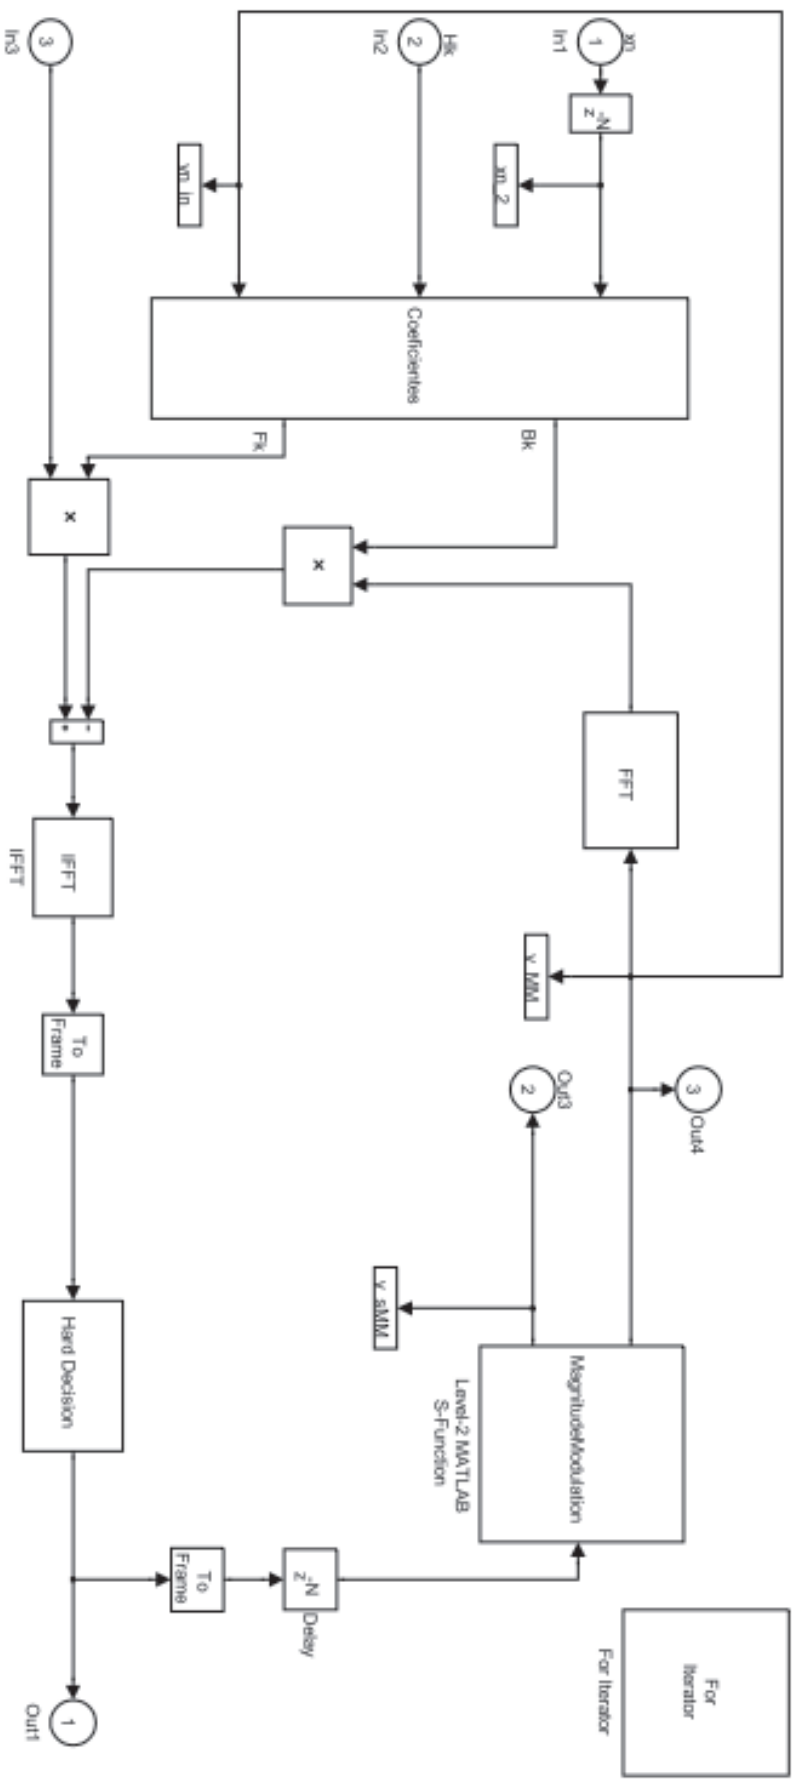 For
Iterator
For Iterator
3
Out4
xn
1
In1
-N
z
FFT
MagnitudeModulation
Level-2 MATLAB
S-Function
Out3
2
y_MM
Bk
xn_2
Hk
2
In2
Coeficientes
x
-N
z
Delay
Fk
yn_in
To
Frame
-
+
x
IFFT
IFFT
To
Frame
Hard Decision
1
Out1
3
In3